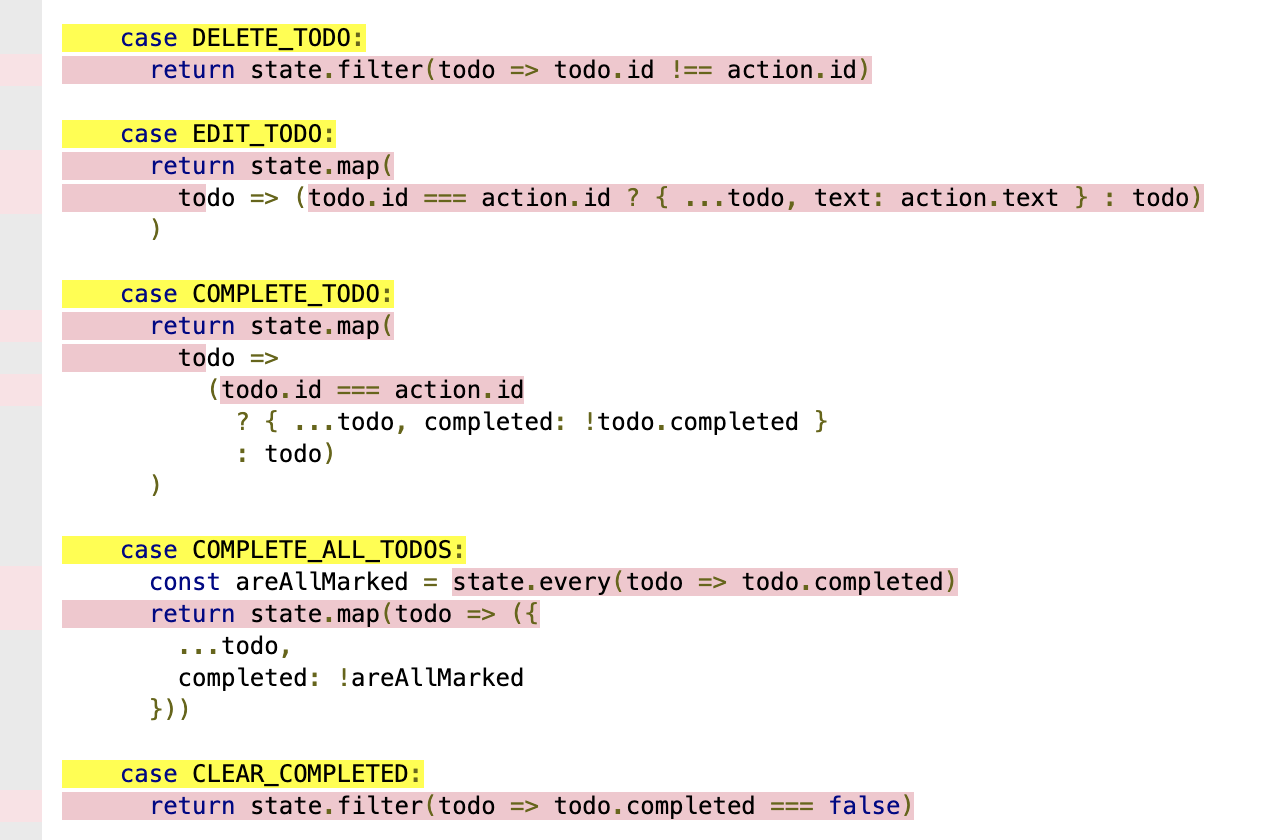 case DELETE_TODO:
return state.filter(todo => todo.id !== action.id)
case EDIT_TODO:
return state.map(
todo => (todo.id === action.id ? { ...todo, text: action.text } : todo)
)
case COMPLETE_TODO:
return state.map(
todo =>
(todo.id === action.id
? { ...todo, completed: !todo.completed }
: todo)
)
case COMPLETE_ALL_TODOS:
const areAllMarked = state.every(todo => todo.completed)
return state.map(todo => ({
...todo,
completed: !areAllMarked
}))
case CLEAR_COMPLETED:
return state.filter(todo => todo.completed === false)